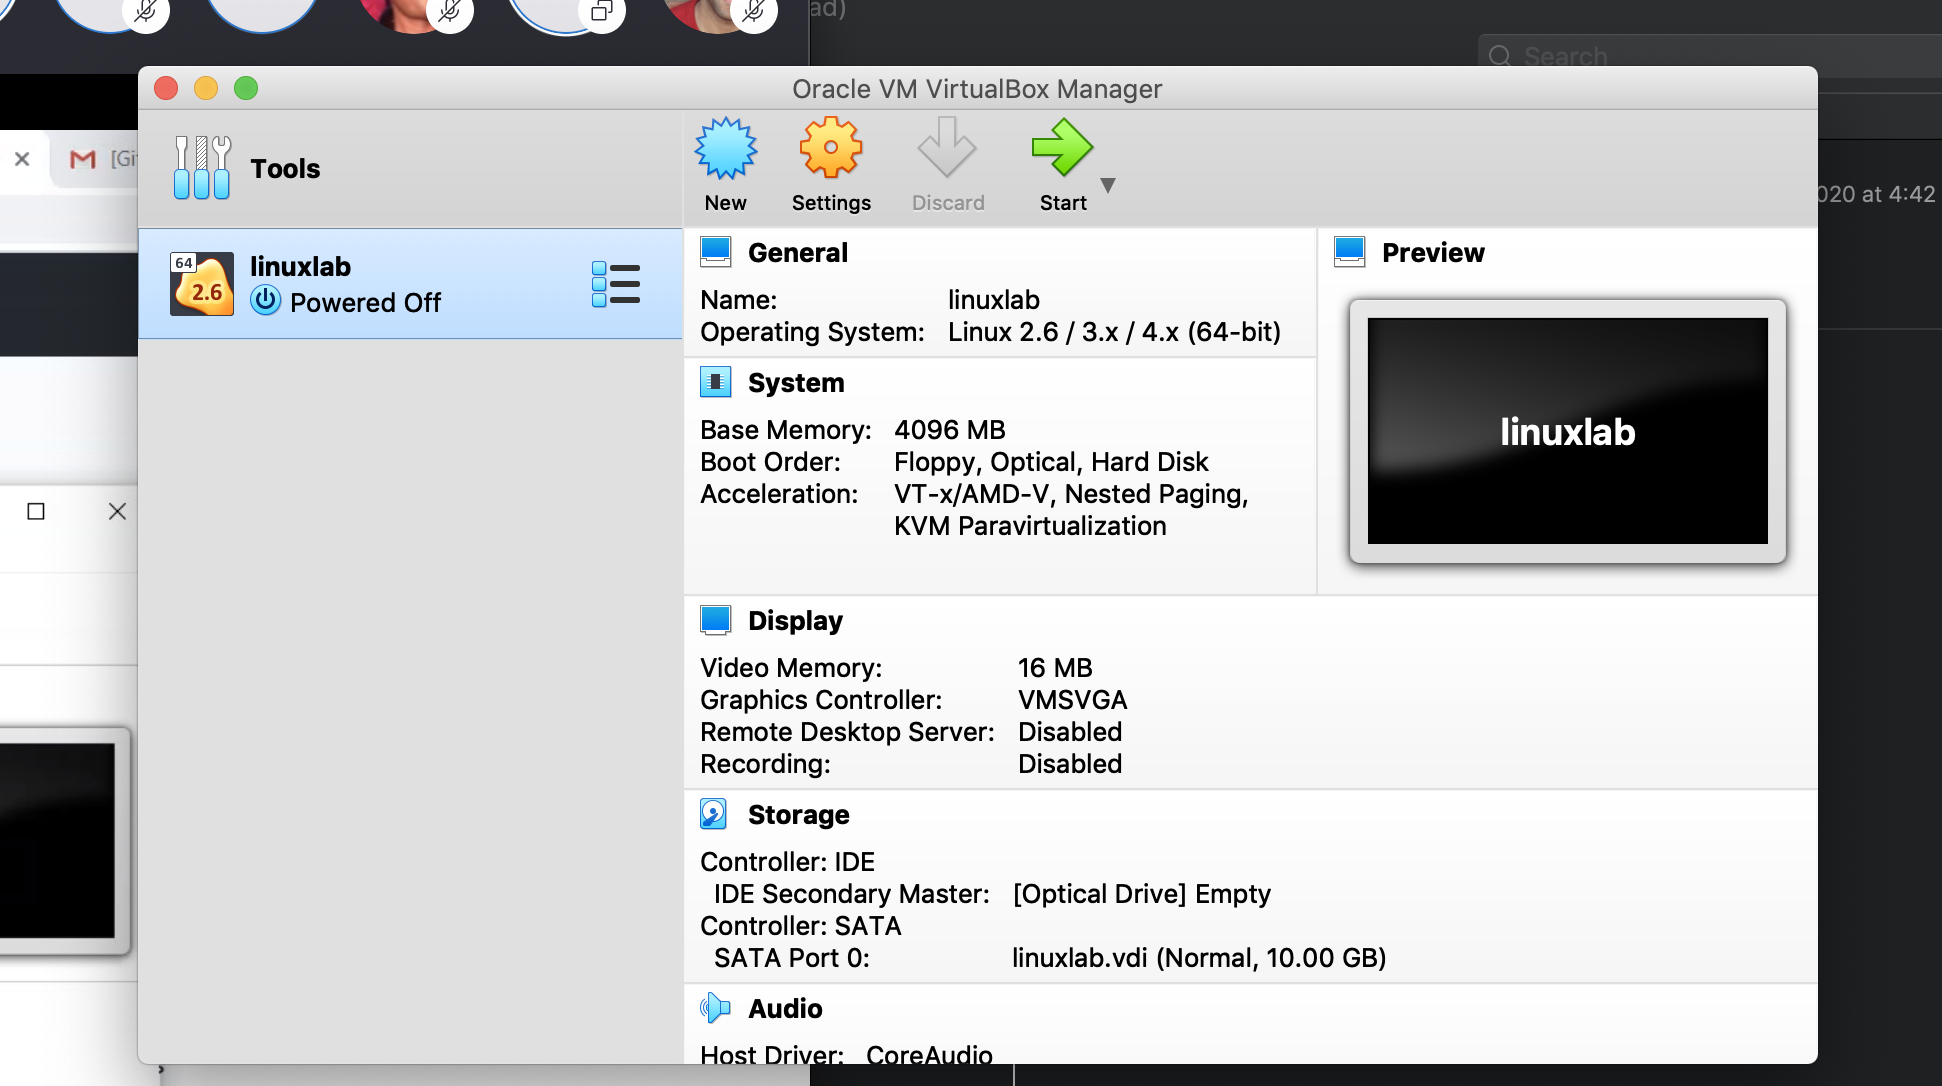 ad)
Search
Oracle VM VirtualBox Manager
[Gi
Tools
New
Settings
Discard
Start
020 at 4:42
64
2.6
linuxlab
Powered Off
General
Name: linuxlab
Operating System: Linux 2.6 / 3.x / 4.x (64-bit)
Preview
linuxlab
System
Base Memory: 4096 MB
Boot Order: Floppy, Optical, Hard Disk
Acceleration: VT-x/AMD-V, Nested Paging,
KVM Paravirtualization
Display
Video Memory: 16 MB
Graphics Controller: VMSVGA
Remote Desktop Server: Disabled
Recording: Disabled
Storage
Controller: IDE
IDE Secondary Master: [Optical Drive] Empty
Controller: SATA
SATA Port 0: linuxlab.vdi (Normal, 10.00 GB)
Audio
Host Driver: CoreAudio